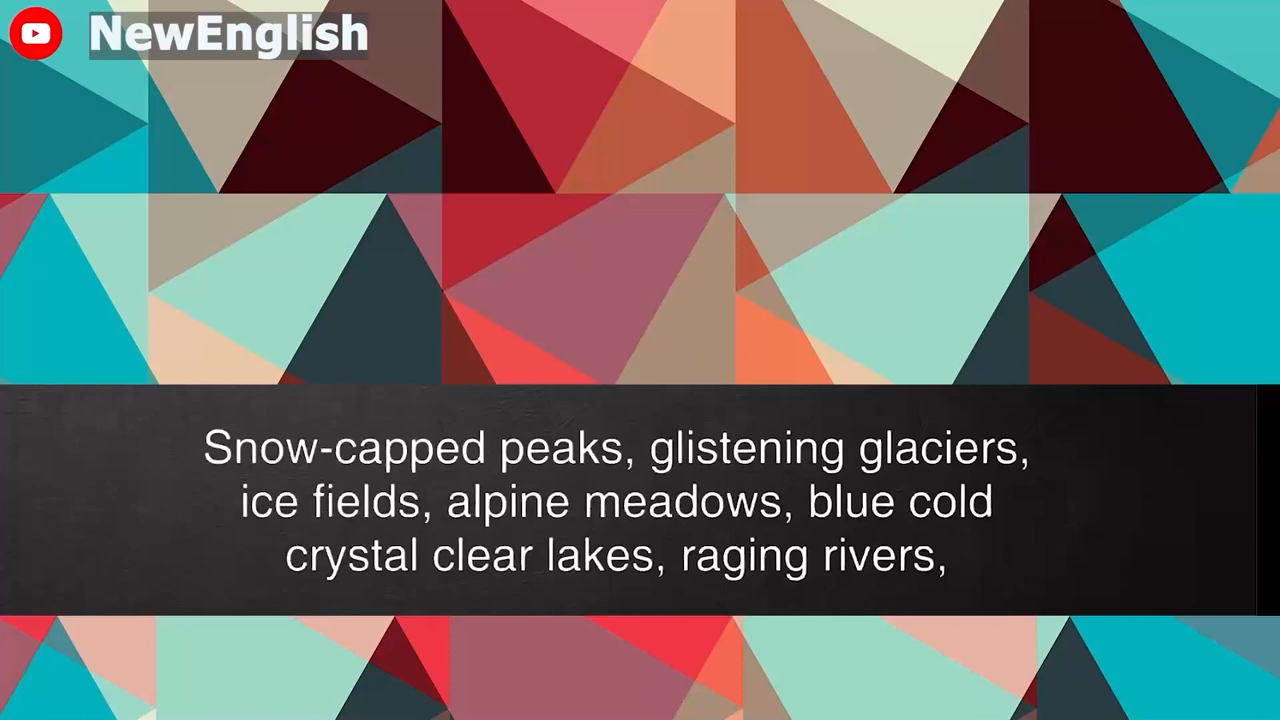 NewEnglish
Snow-capped peaks, glistening glaciers,
ice fields, alpine meadows, blue cold
crystal clear lakes, raging rivers,